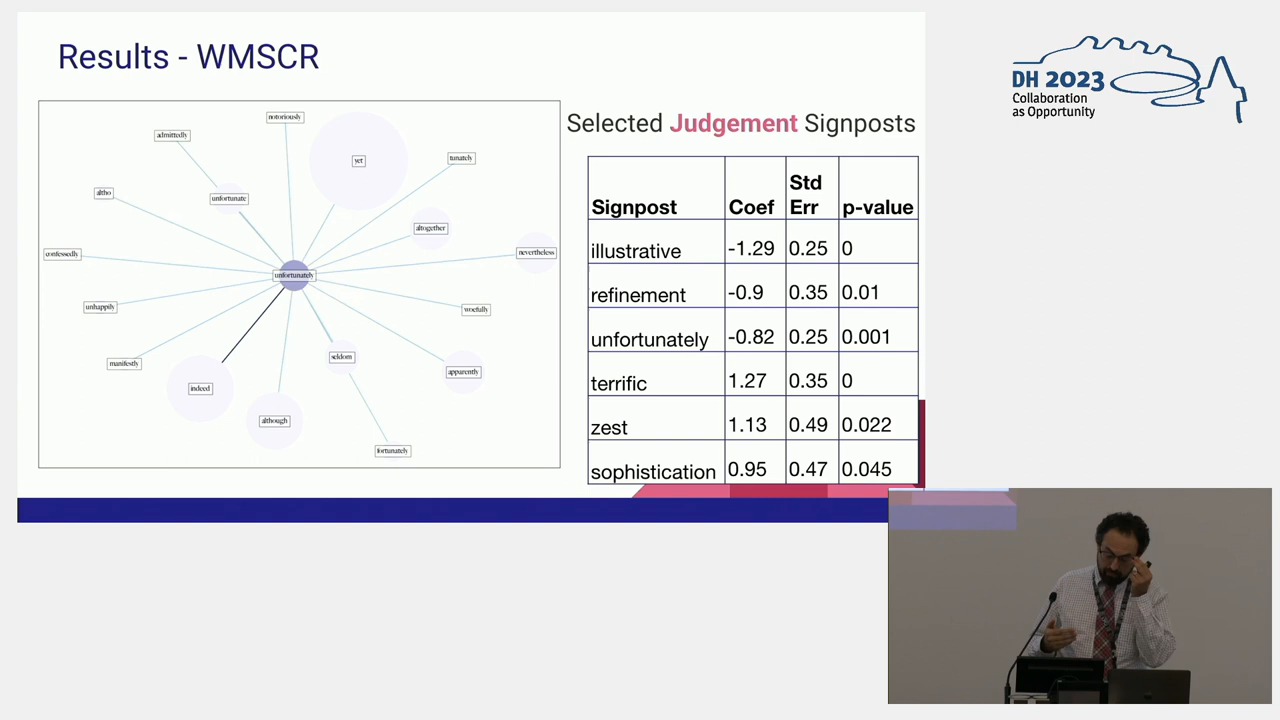 Results - WMSCR
notoriously
admittedly
yet
tunately
altho
unfortunate
altogether
confessedly
nevertheless
unfortunately
unhappily
woefully
manifestly
seldom
apparently
indeed
although
fortunately
Selected Judgement Signposts
Signpost Coef Std Err p-value
illustrative -1.29 0.25 0
refinement -0.9 0.35 0.01
unfortunately -0.82 0.25 0.001
terrific 1.27 0.35 0
zest 1.13 0.49 0.022
sophistication 0.95 0.47 0.045
DH 2023
Collaboration
as Opportunity